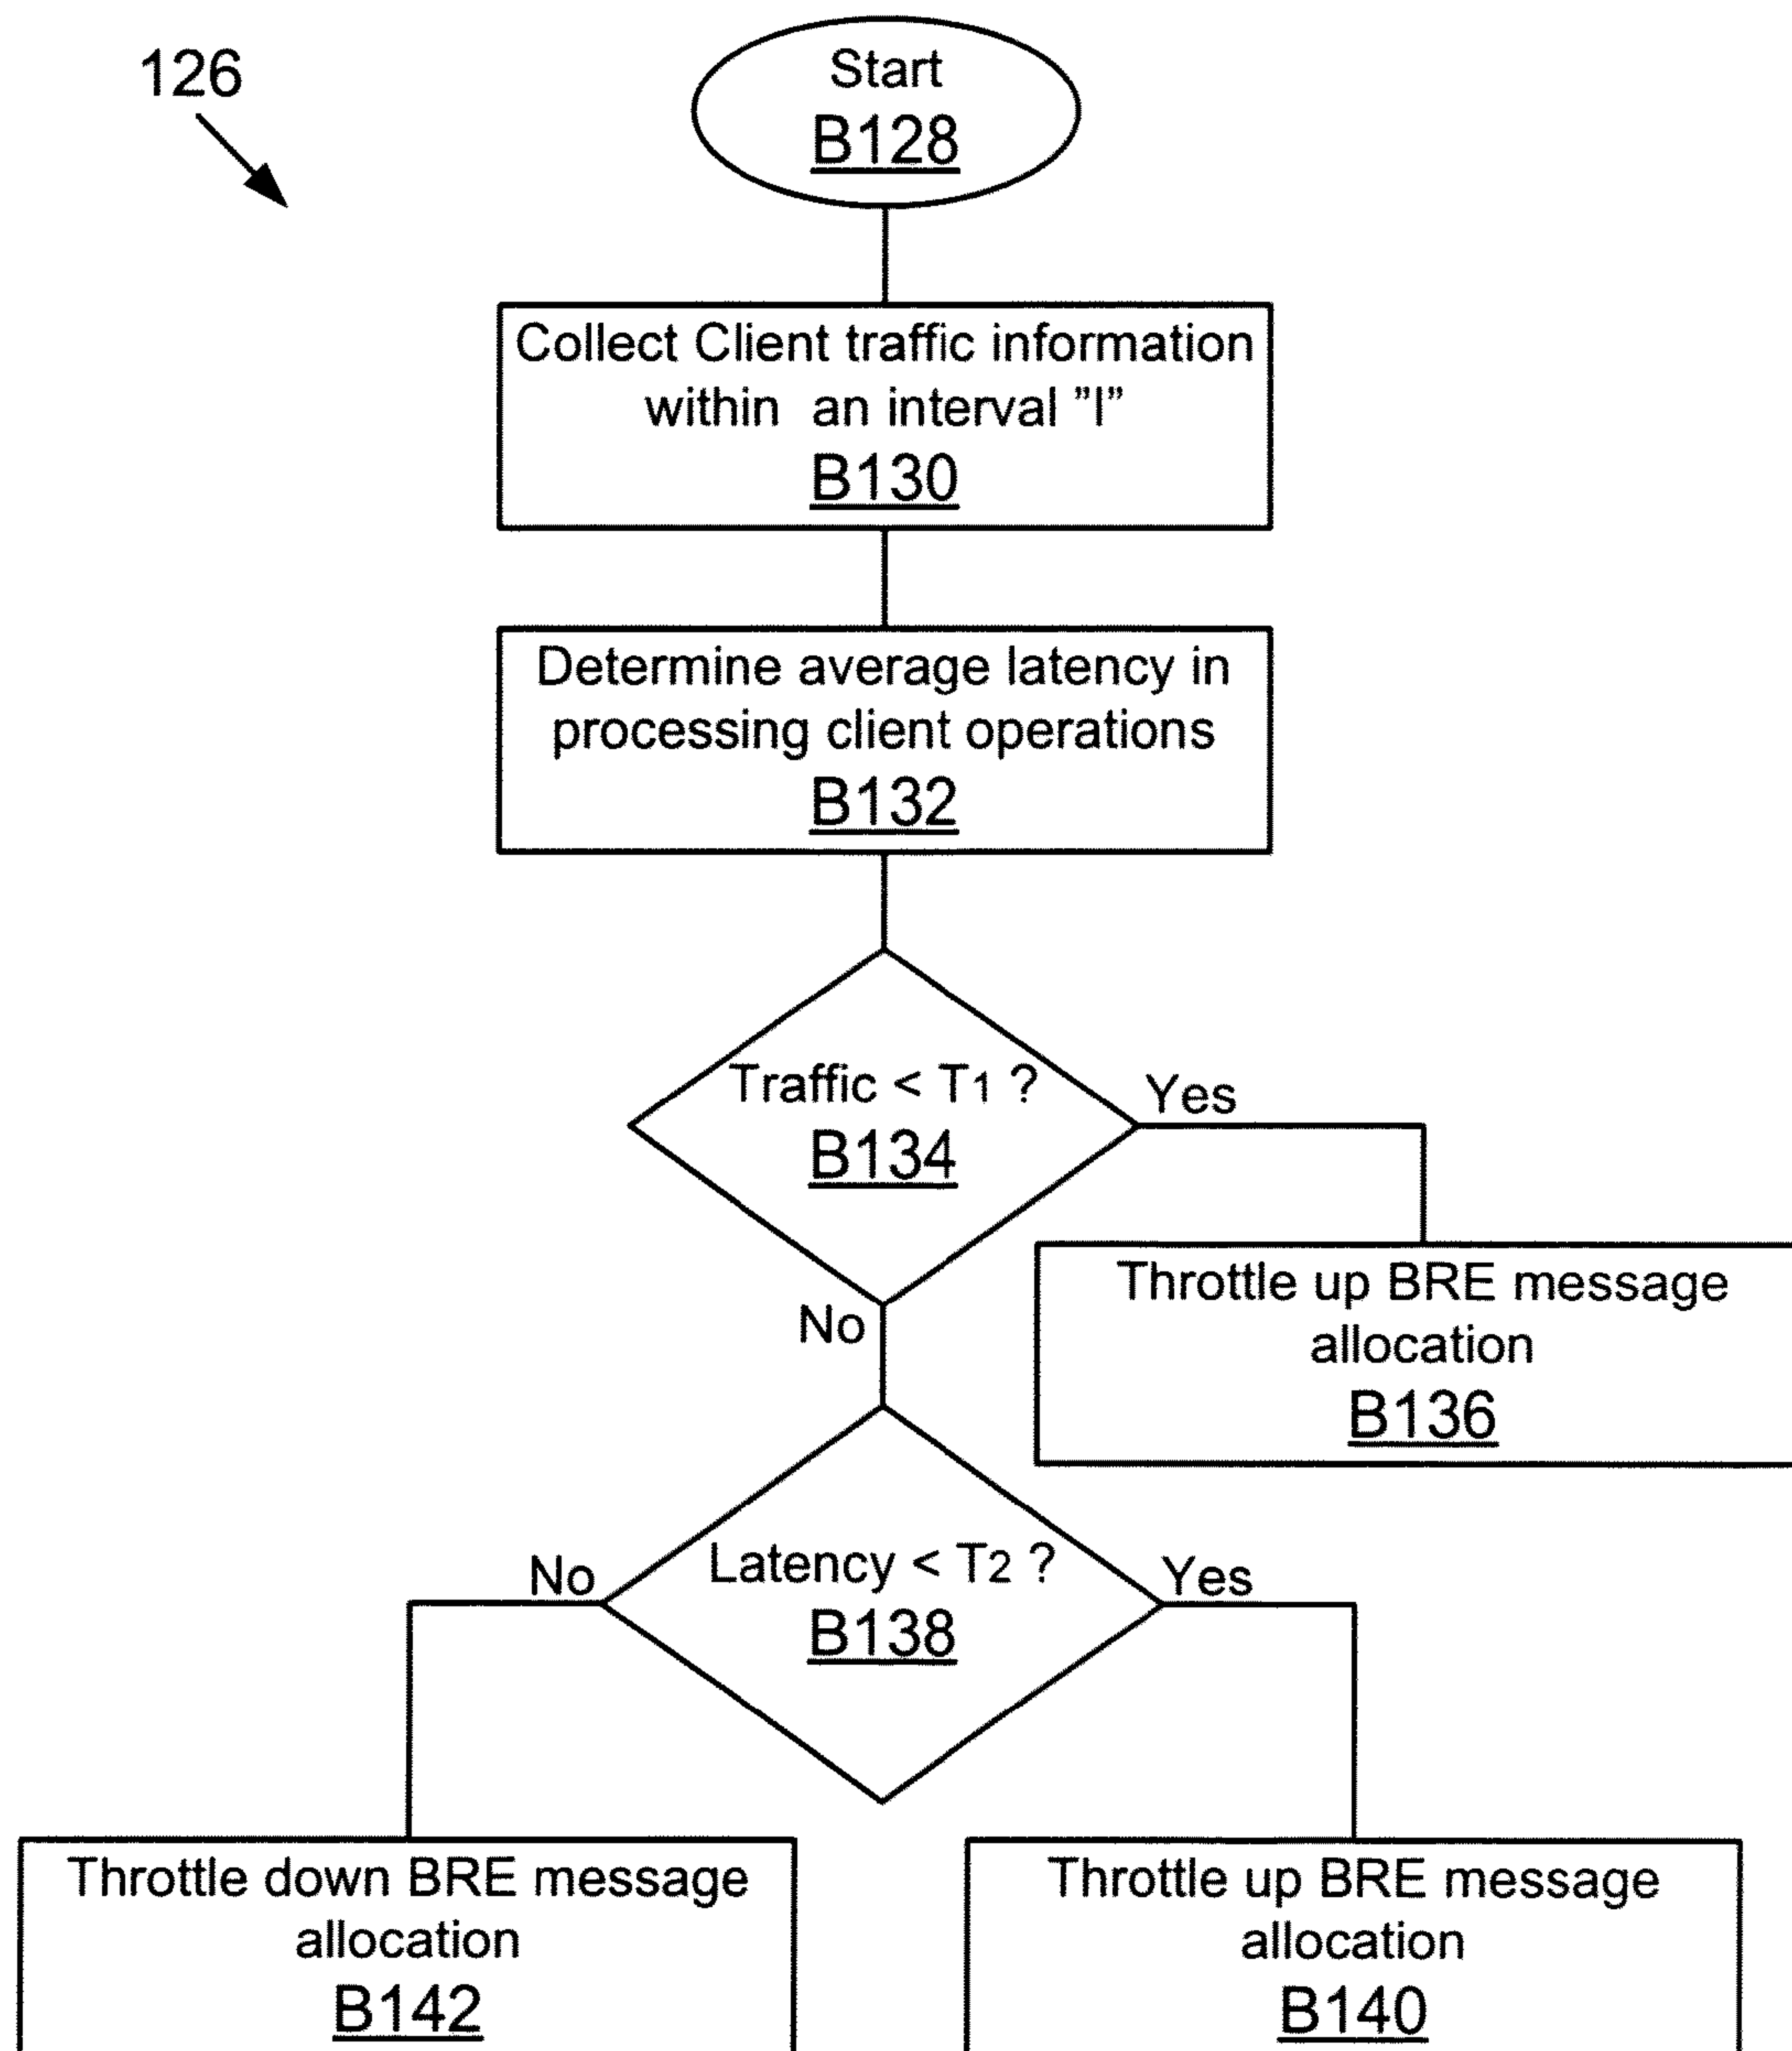 126
Start
B128
Collect Client traffic information
within an interval "I"
B130
Determine average latency in
processing client operations
B132
Traffic < T1 ?
B134
Yes
No
Throttle up BRE message
allocation
B136
Latency < T2 ?
B138
No
Yes
Throttle down BRE message
allocation
B142
Throttle up BRE message
allocation
B140